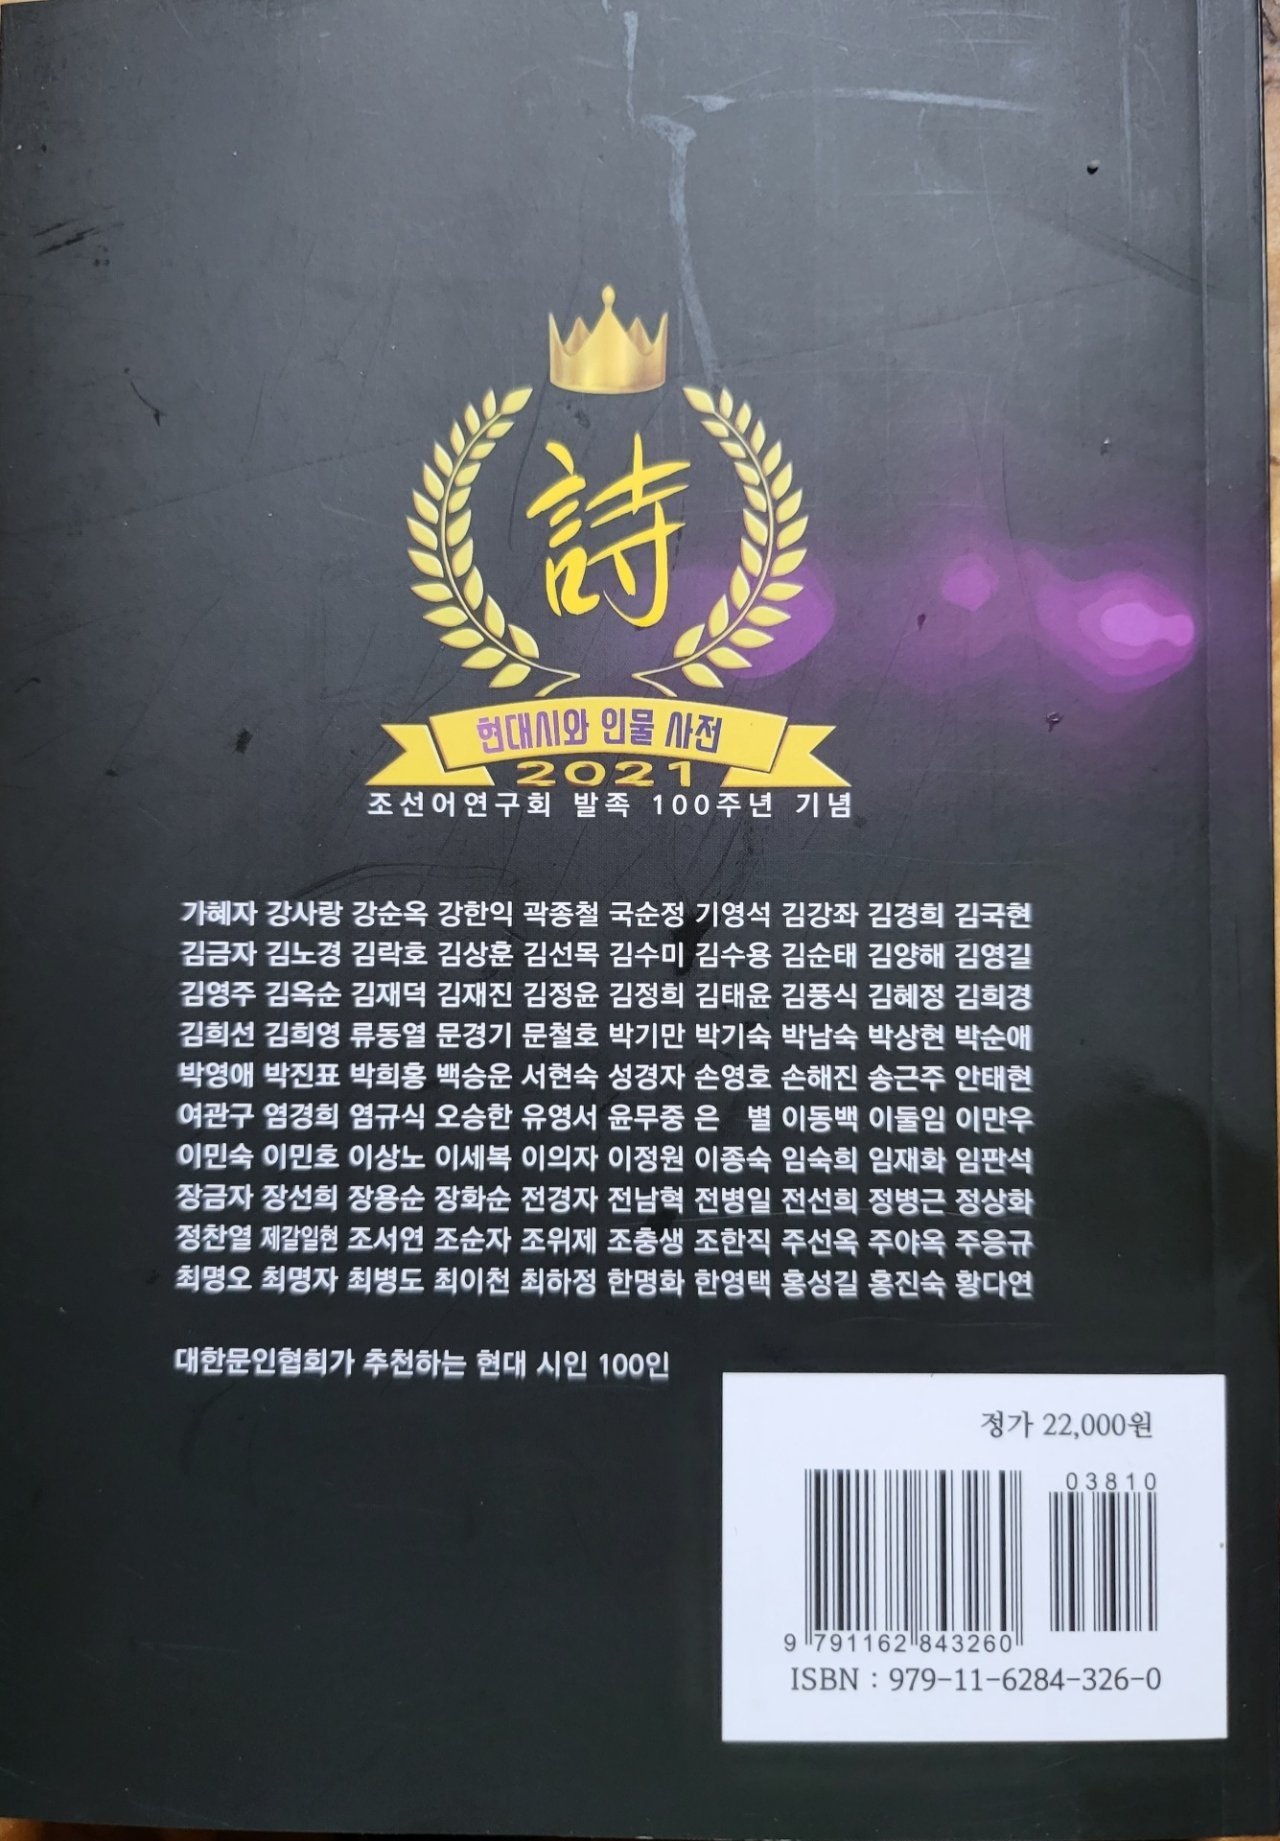 詩
현대시와 인물 사전
2021
조선어연구회 발족 100주년 기념
가혜자 강사랑 강순옥 강한익 곽종철 국순정 기영석 김강좌 김경희 김국현
김금자 김노경 김락호 김상훈 김선목 김수미 김수용 김순태 김양해 김영길
김영주 김옥순 김재덕 김재진 김정윤 김정희 김태윤 김풍식 김혜정 김희경
김희선 김희영 류동열 문경기 문철호 박기만 박기숙 박남숙 박상현 박순애
박영애 박진표 박희홍 백승운 서현숙 성경자 손영호 손해진 송근주 안태현
여관구 염경희 염규식 오승한 유영서 윤무중 은 별 이동백 이둘임 이만우
이민숙 이민호 이상노 이세복 이의자 이정원 이종숙 임숙희 임재화 임판석
장금자 장선희 장용순 장화순 전경자 전남혁 전병일 전선희 정병근 정상화
정찬열 제갈일현 조서연 조순자 조위제 조충생 조한직 주선옥 주야옥 주응규
최명오 최명자 최병도 최이천 최하정 한명화 한영택 홍성길 홍진숙 황다연
대한문인협회가 추천하는 현대 시인 100인
정가 22,000원
03810
9 791162 843260
ISBN : 979-11-6284-326-0